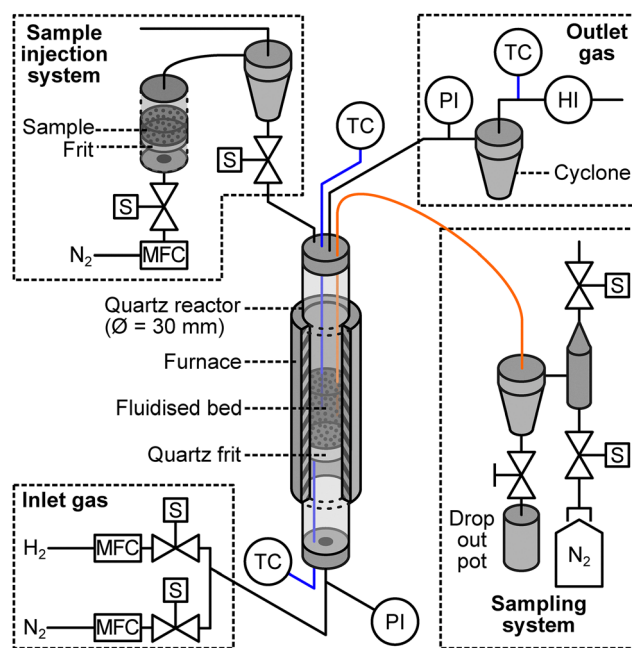 Sample
injection
system
Sample
Frit
S
N₂
MFC
S
TC
Outlet
gas
TC
PI
HI
Cyclone
Quartz reactor
(Ø = 30 mm)
Furnace
Fluidised bed
Quartz frit
S
S
Drop
out
pot
N₂
Sampling
system
Inlet gas
S
H₂
MFC
S
N₂
MFC
TC
PI